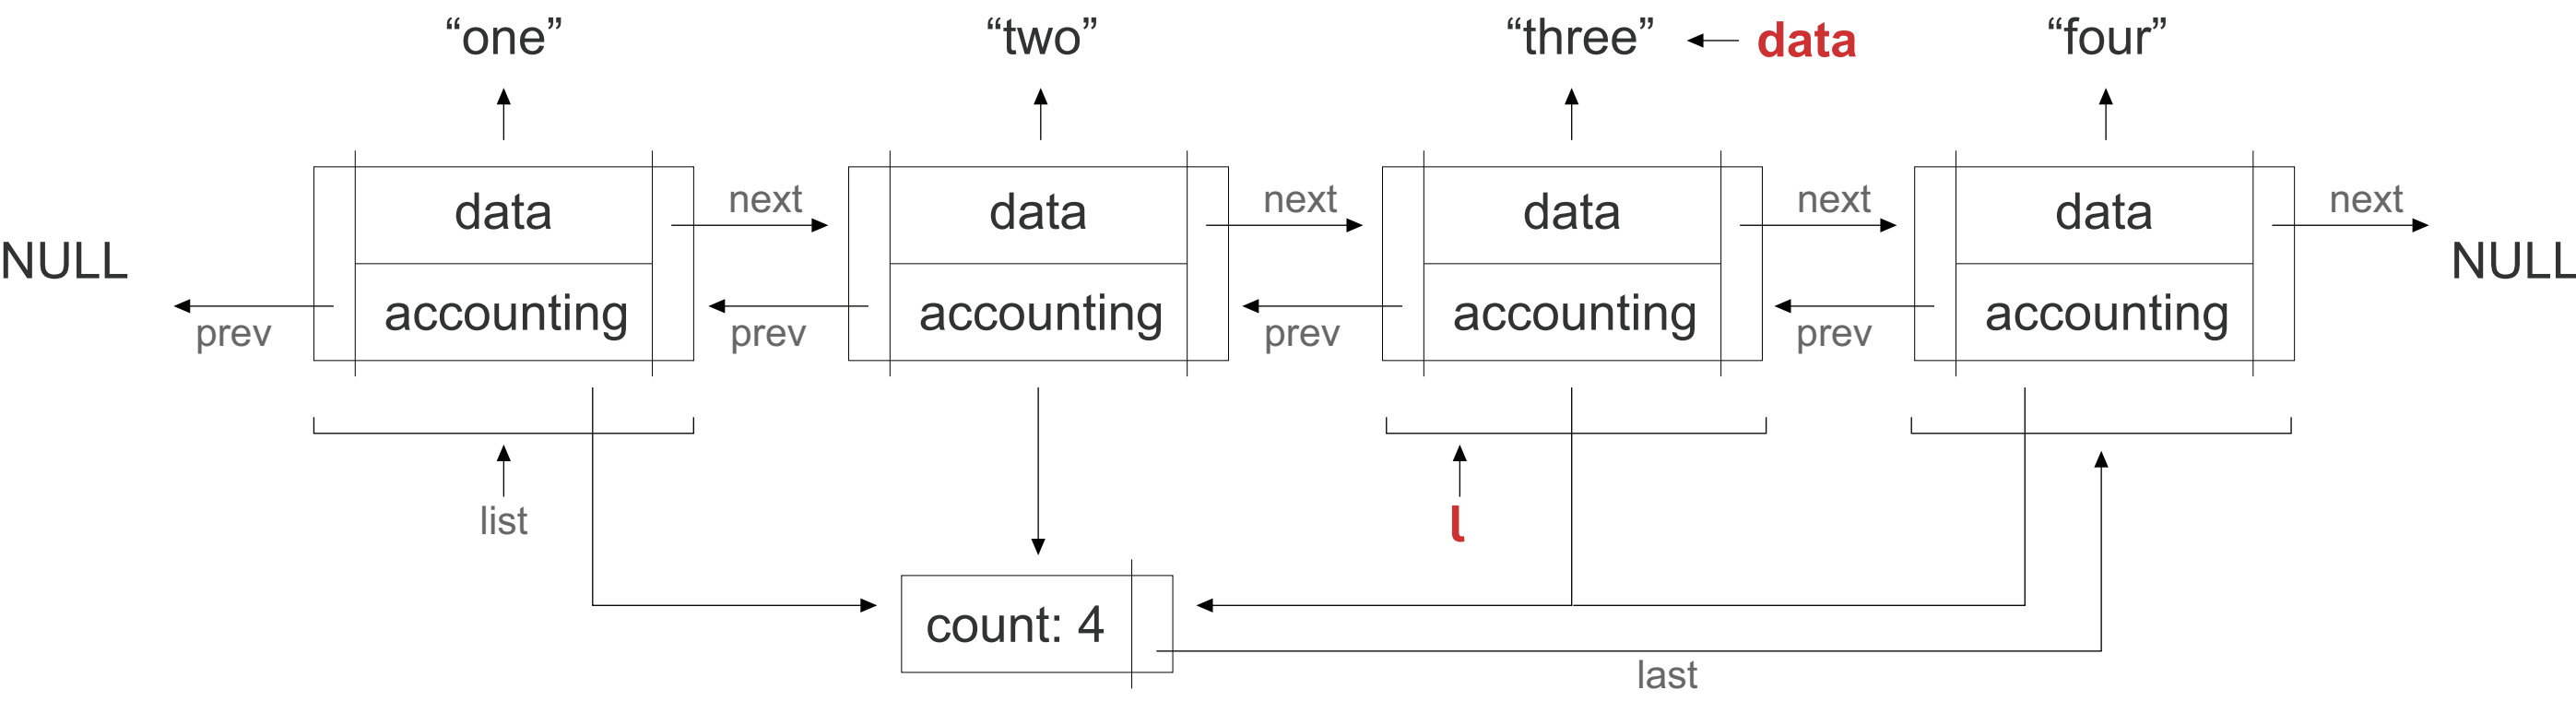 “one”
“two”
“three”
data
“four”
data
next
data
next
data
next
data
next
NULL
NULL
accounting
accounting
accounting
accounting
prev
prev
prev
prev
list
l
count: 4
last